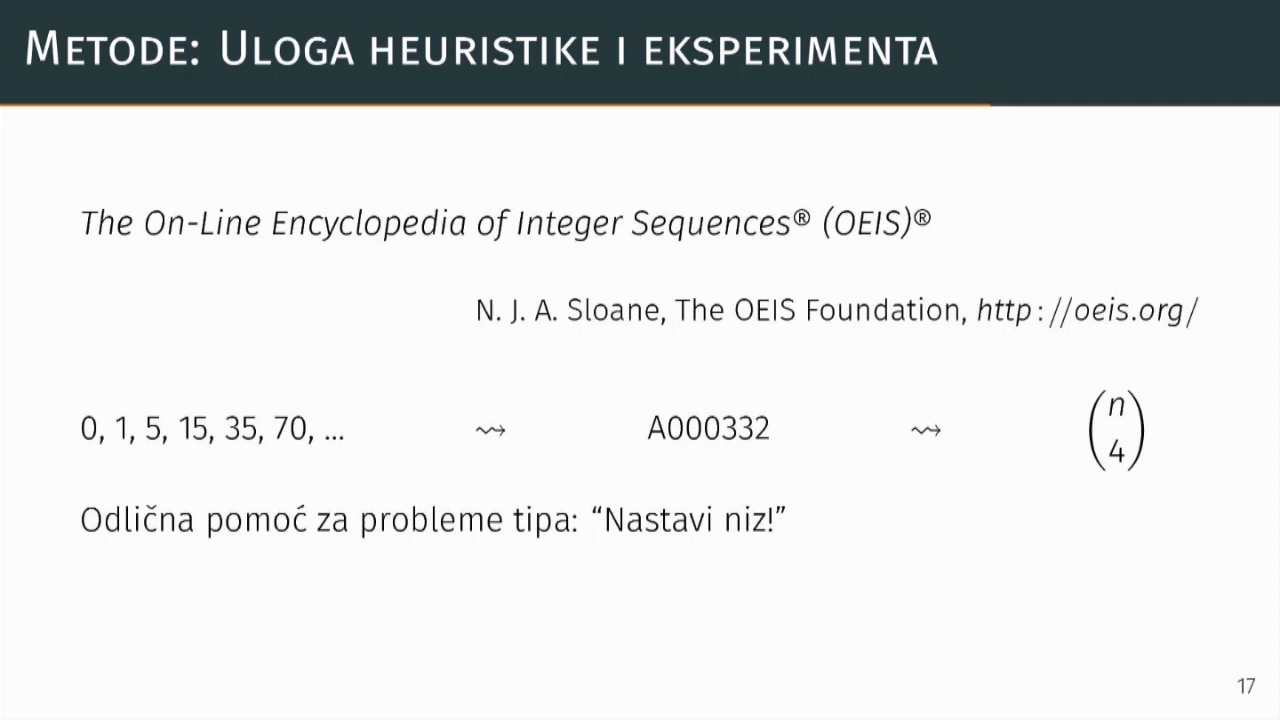 METODE: ULOGA HEURISTIKE I EKSPERIMENTA
The On-Line Encyclopedia of Integer Sequences® (OEIS)®
N. J. A. Sloane, The OEIS Foundation, http://oeis.org/
0, 1, 5, 15, 35, 70, ... ⇝ A000332 ⇝ (n 4)
Odlična pomoć za probleme tipa: “Nastavi niz!”
17